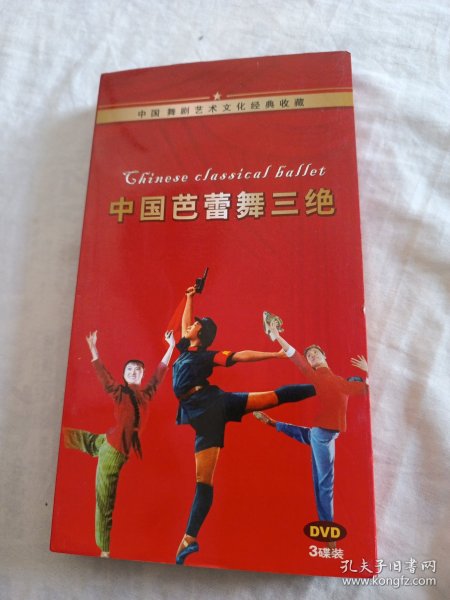 中国 舞剧艺术文化经典收藏
Chinese classical ballet
中国芭蕾舞三绝
DVD
3碟装
孔夫子旧书网
www.kongfz.com